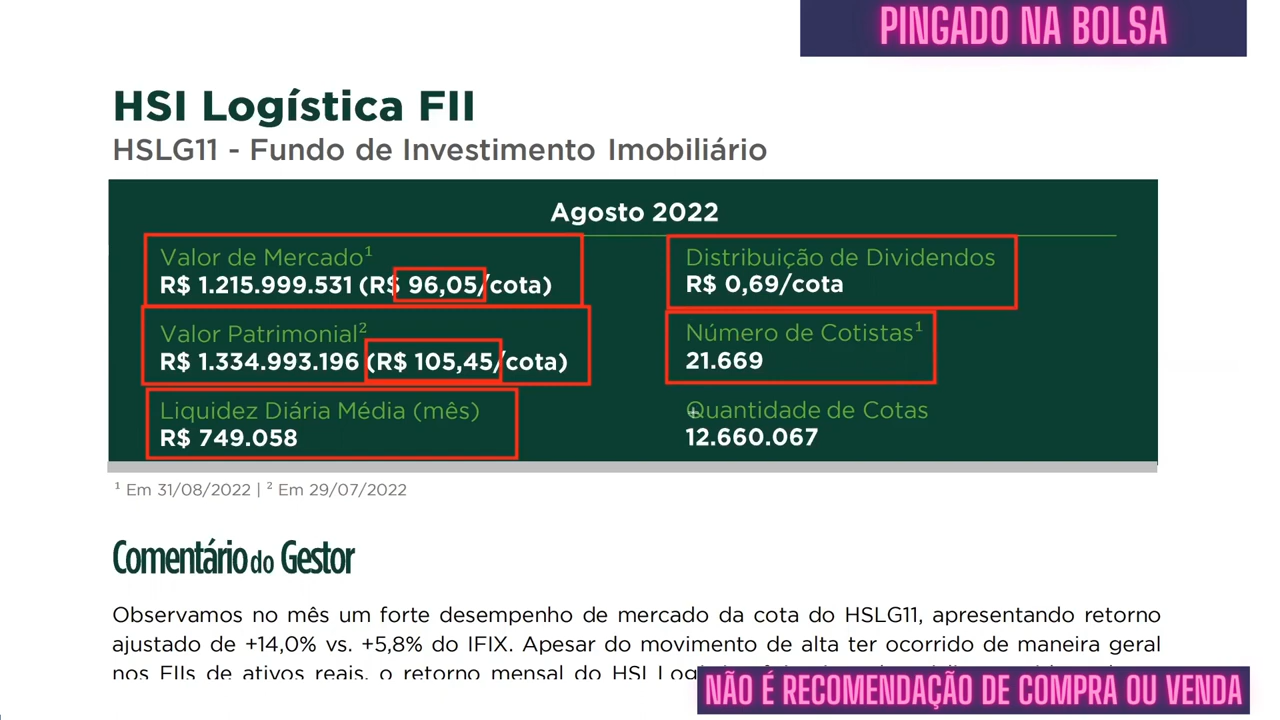 PINGADO NA BOLSA
HSI Logística FII
HSLG11 - Fundo de Investimento Imobiliário
Agosto 2022
Valor de Mercado¹
R$ 1.215.999.531 (R$ 96,05/cota)
Distribuição de Dividendos
R$ 0,69/cota
Valor Patrimonial²
R$ 1.334.993.196 (R$ 105,45/cota)
Número de Cotistas¹
21.669
Liquidez Diária Média (mês)
R$ 749.058
Quantidade de Cotas
12.660.067
¹ Em 31/08/2022 | ² Em 29/07/2022
Comentário do Gestor
Observamos no mês um forte desempenho de mercado da cota do HSLG11, apresentando retorno
ajustado de +14,0% vs. +5,8% do IFIX. Apesar do movimento de alta ter ocorrido de maneira geral
nos FIIs de ativos reais, o retorno mensal do HSI
NÃO É RECOMENDAÇÃO DE COMPRA OU VENDA